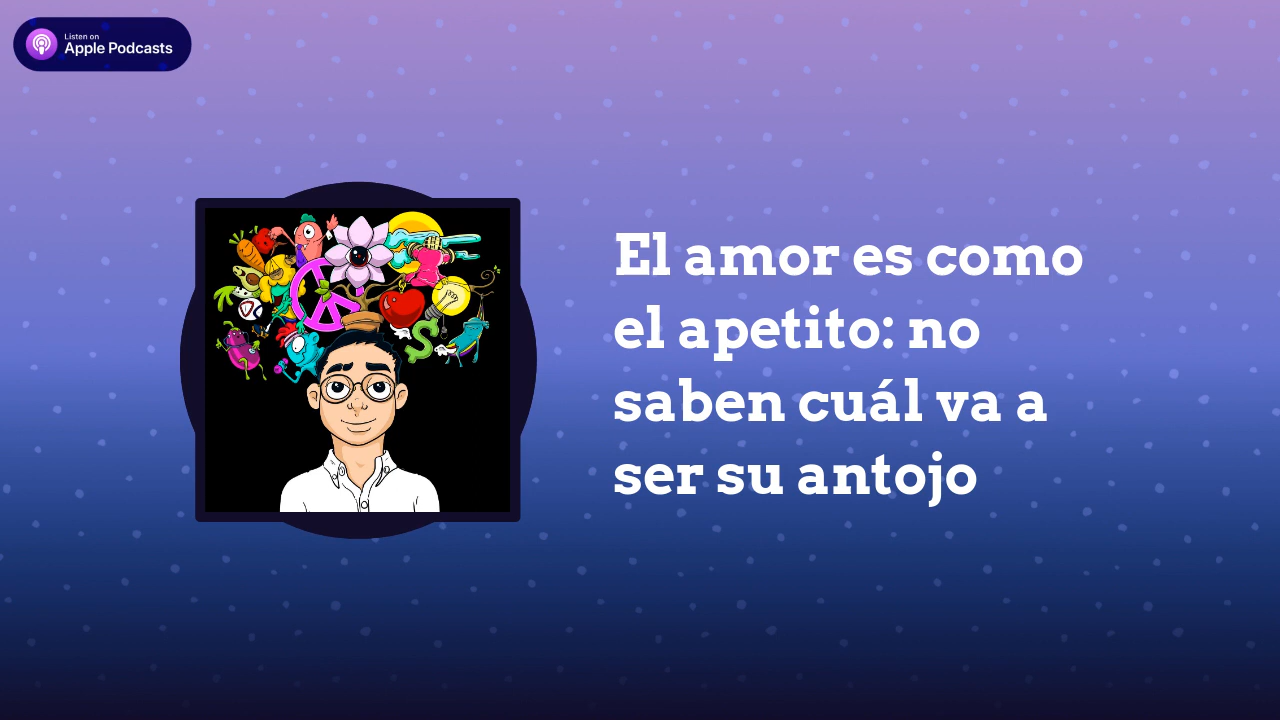 Listen on
Apple Podcasts
El amor es como
el apetito: no
saben cuál va a
ser su antojo